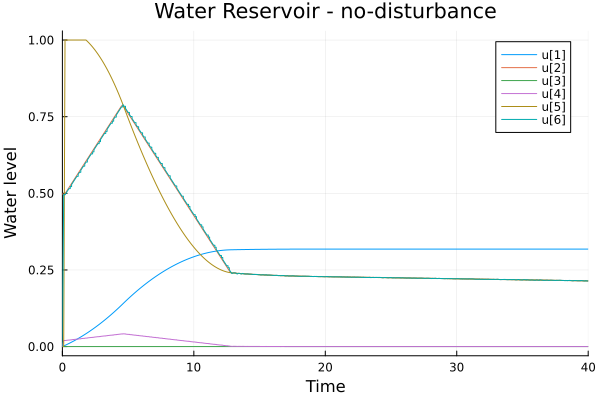 Water Reservoir - no-disturbance
1.00
0.75
0.50
0.25
0.00
Water level
u[1]
u[2]
u[3]
u[4]
u[5]
u[6]
0 10 20 30 40
Time